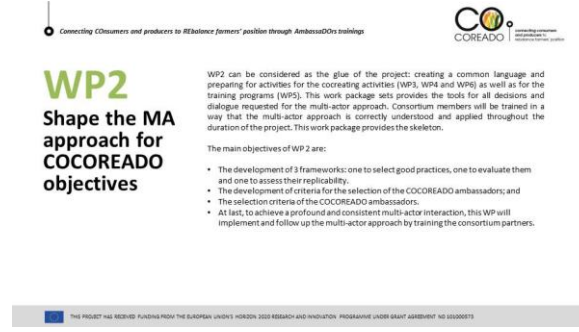 Connecting COnsumers and producers to REbalance farmers' position through AmbassaDOrs trainings
CO
COREADO
connecting consumers
and producers to
rebalance farmers' position
WP2
Shape the MA
approach for
COCOREADO
objectives
WP2 can be considered as the glue of the project: creating a common language and
preparing for activities for the cocreating activities (WP3, WP4 and WP6) as well as for the
training programs (WP5). This work package sets provides the tools for all decisions and
dialogue requested for the multi-actor approach. Consortium members will be trained in a
way that the multi-actor approach is correctly understood and applied throughout the
duration of the project. This work package provides the skeleton.
The main objectives of WP 2 are:
• The development of 3 frameworks: one to select good practices, one to evaluate them
and one to assess their replicability.
• The development of criteria for the selection of the COCOREADO ambassadors; and
• The selection criteria of the COCOREADO ambassadors.
• At last, to achieve a profound and consistent multi-actor interaction, this WP will
implement and follow up the multi-actor approach by training the consortium partners.
THE PROJECT HAS RECEIVED FUNDING FROM THE EUROPEAN UNION'S HORIZON 2020 RESEARCH AND INNOVATION PROGRAMME UNDER GRANT AGREEMENT NO 101000573